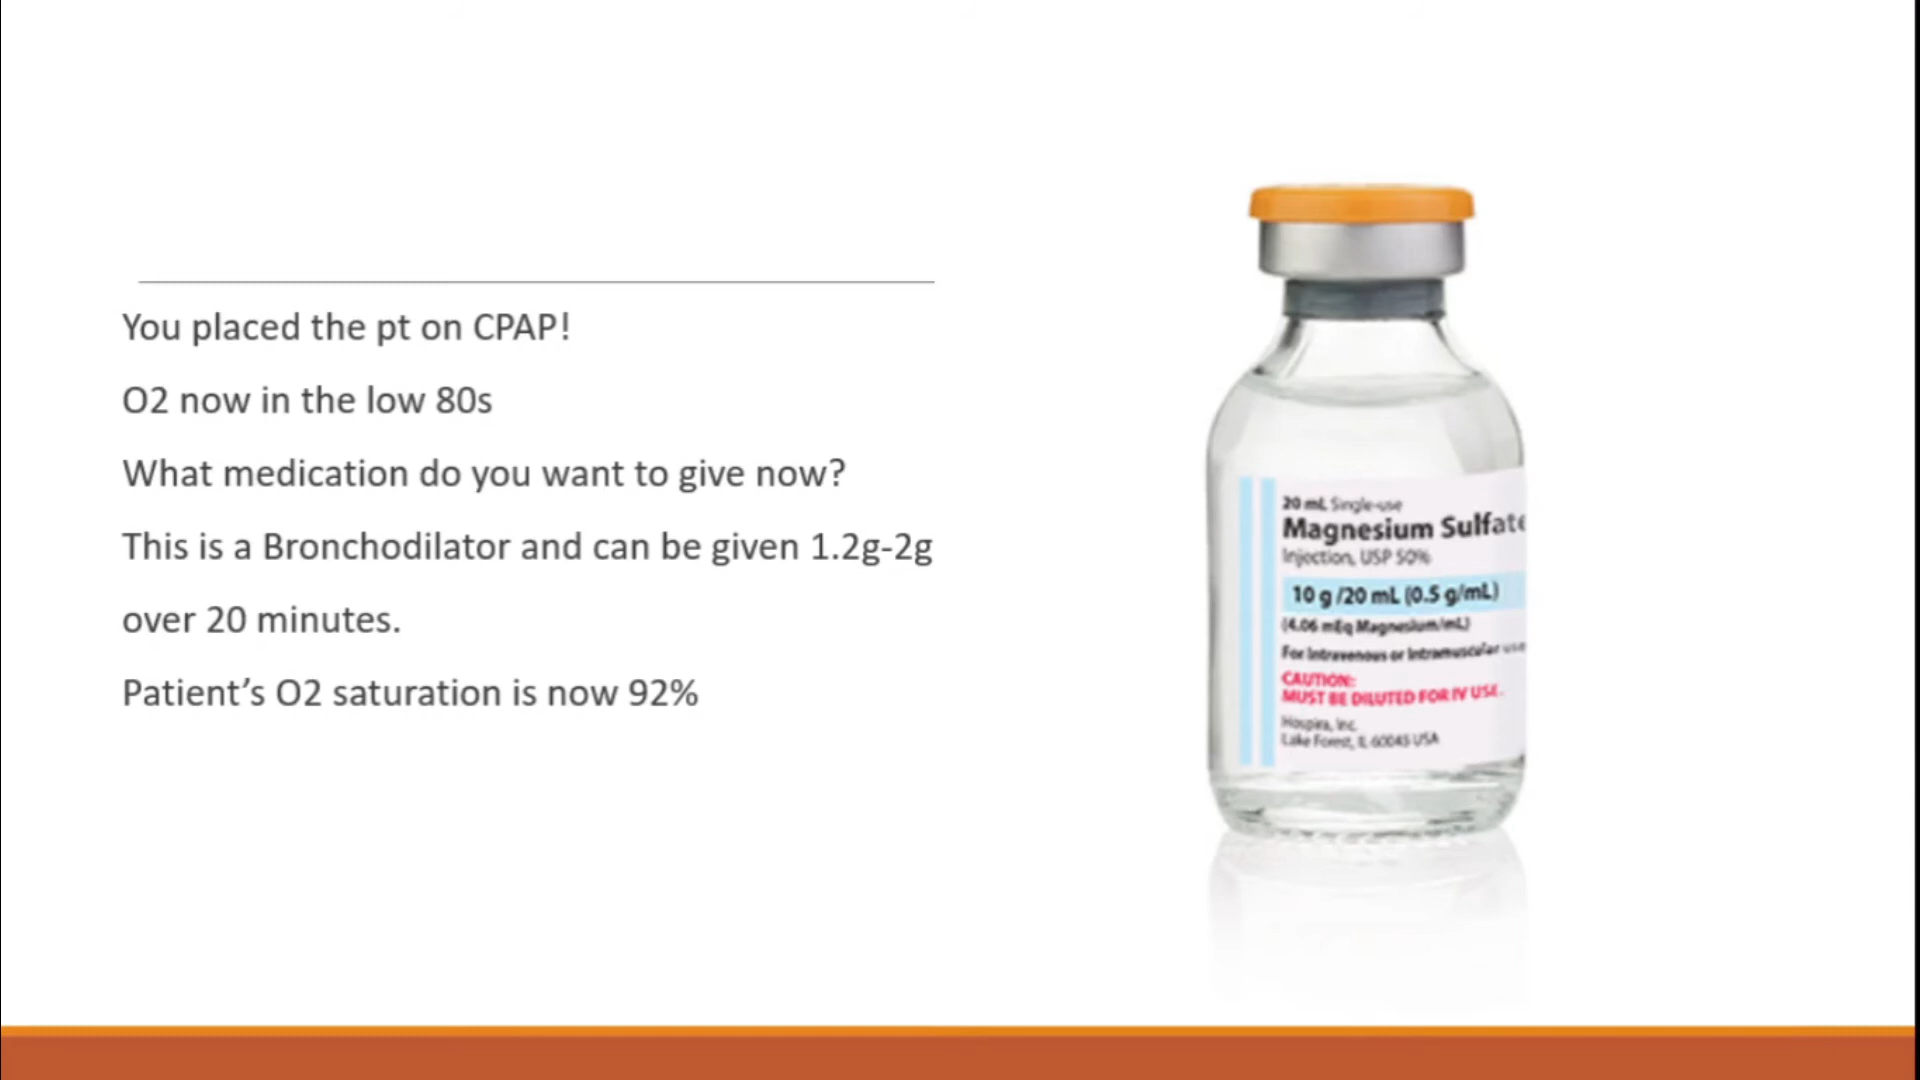 You placed the pt on CPAP!
O2 now in the low 80s
What medication do you want to give now?
This is a Bronchodilator and can be given 1.2g-2g
over 20 minutes.
Patient’s O2 saturation is now 92%
20 mL Single-use
Magnesium Sulfate
Injection, USP 50%
10 g/20 mL (0.5 g/mL)
(4.06 mEq Magnesium/mL)
For Intravenous or Intramuscular use
CAUTION:
MUST BE DILUTED FOR IV USE.
Hospira, Inc.
Lake Forest, IL 60045 USA